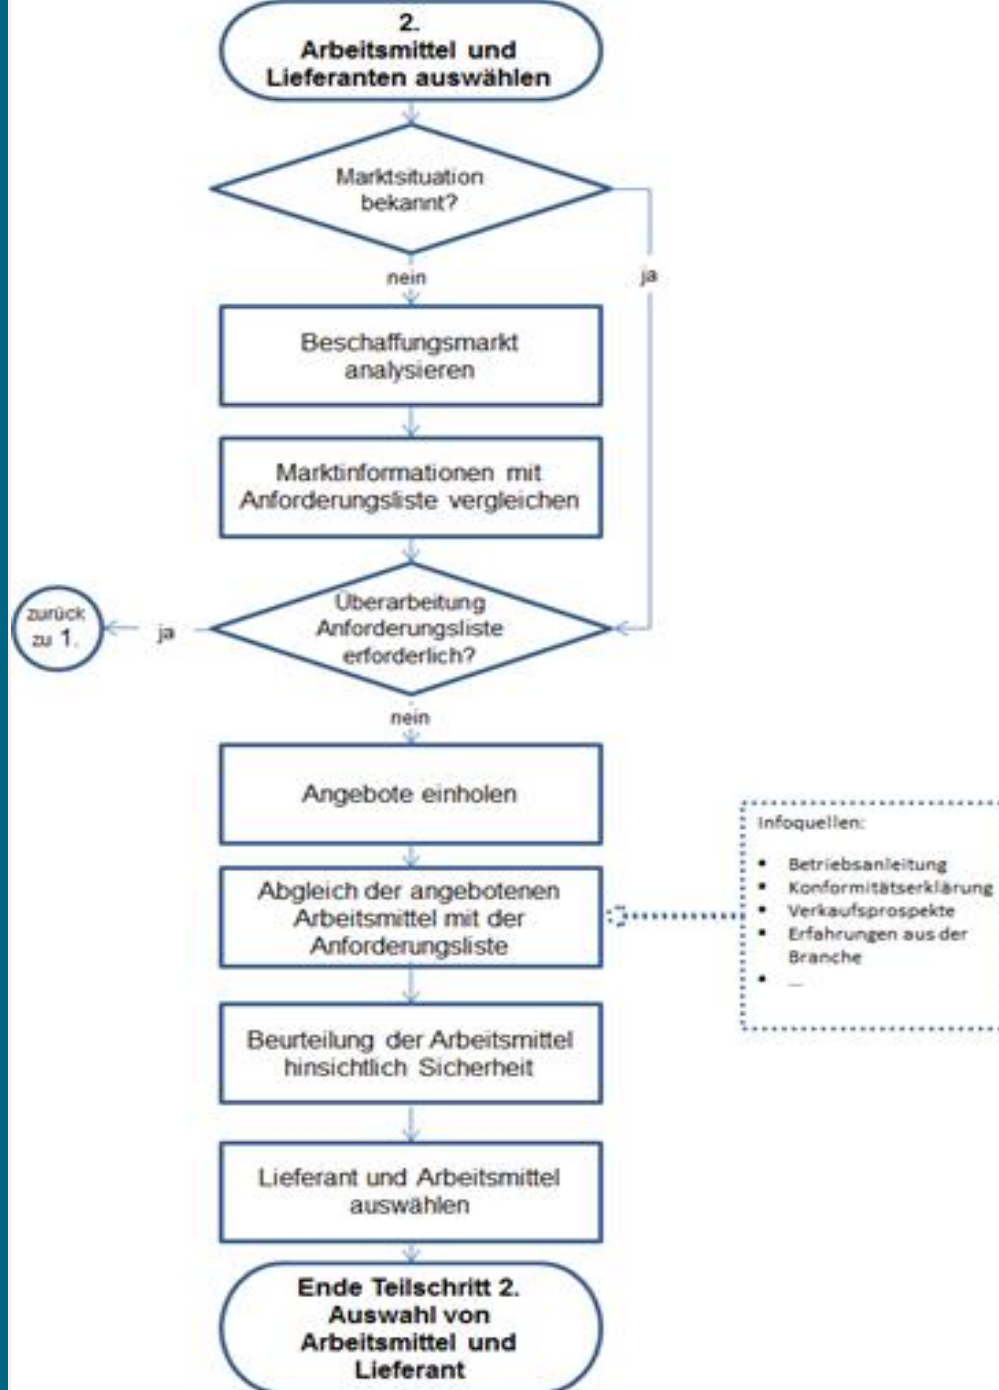 2.
Arbeitsmittel und
Lieferanten auswählen
Marktsituation
bekannt?
nein
ja
Beschaffungsmarkt
analysieren
Marktinformationen mit
Anforderungsliste vergleichen
Überarbeitung
Anforderungsliste
erforderlich?
zurück
zu 1.
ja
nein
Angebote einholen
Abgleich der angebotenen
Arbeitsmittel mit der
Anforderungsliste
Infoquellen:
▪ Betriebsanleitung
▪ Konformitätserklärung
▪ Verkaufsprospekte
▪ Erfahrungen aus der
Branche
▪ ...
Beurteilung der Arbeitsmittel
hinsichtlich Sicherheit
Lieferant und Arbeitsmittel
auswählen
Ende Teilschritt 2.
Auswahl von
Arbeitsmittel und
Lieferant